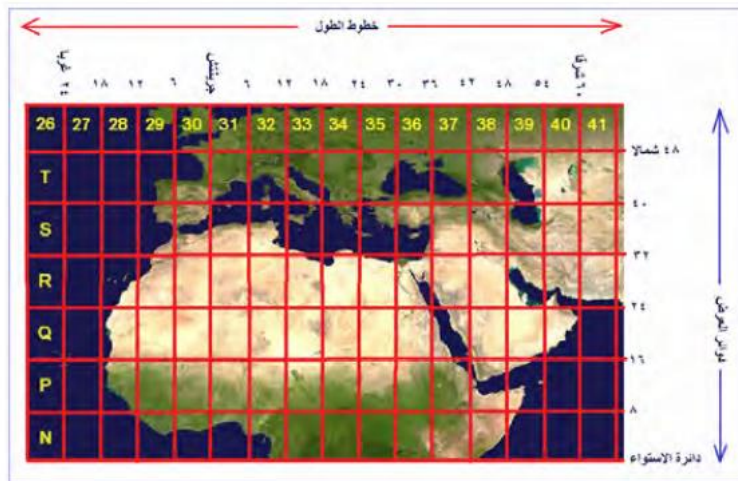 خطوط الطول
٢٤ غربا ١٨ ١٢ ٦ جرينتش ٦ ١٢ ١٨ ٢٤ ٣٠ ٣٦ ٤٢ ٤٨ ٥٤ ٦٠ شرقا
26 27 28 29 30 31 32 33 34 35 36 37 38 39 40 41
٤٨ شمالا
T
٤٠
S
٣٢
R
٢٤
Q
١٦
P
٨
N
دائرة الاستواء
دوائر العرض